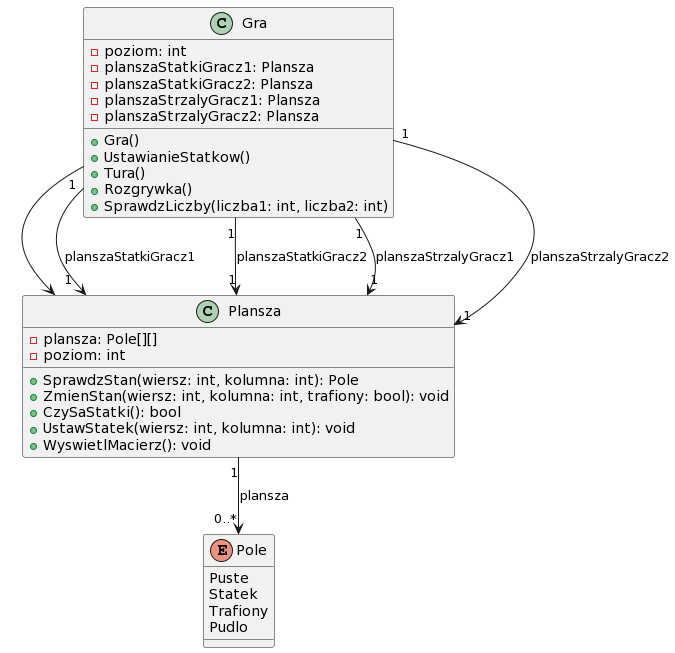 C Gra
poziom: int
planszaStatkiGracz1: Plansza
planszaStatkiGracz2: Plansza
planszaStrzalyGracz1: Plansza
planszaStrzalyGracz2: Plansza
Gra()
UstawianieStatkow()
Tura()
Rozgrywka()
SprawdzLiczby(liczba1: int, liczba2: int)
1
1
1
1
planszaStatkiGracz1
planszaStatkiGracz2
planszaStrzalyGracz1
planszaStrzalyGracz2
1
1
1
1
C Plansza
plansza: Pole[][]
poziom: int
SprawdzStan(wiersz: int, kolumna: int): Pole
ZmienStan(wiersz: int, kolumna: int, trafiony: bool): void
CzySaStatki(): bool
UstawStatek(wiersz: int, kolumna: int): void
WyswietlMacierz(): void
1
plansza
0..*
E Pole
Puste
Statek
Trafiony
Pudlo